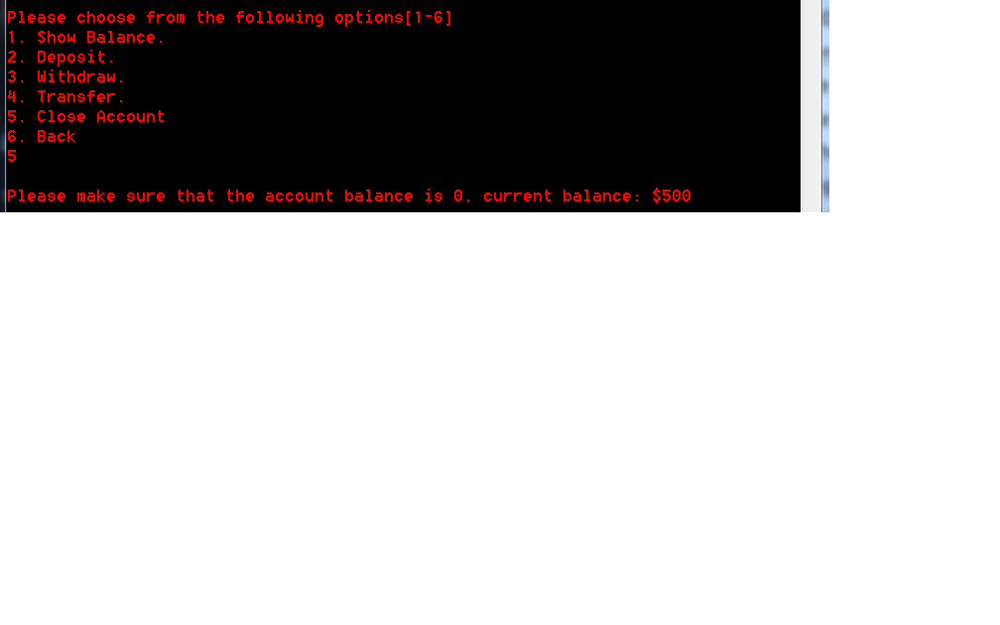 Please choose from the following options[1-6]
1. Show Balance.
2. Deposit.
3. Withdraw.
4. Transfer.
5. Close Account
6. Back
5
Please make sure that the account balance is 0, current balance: $500